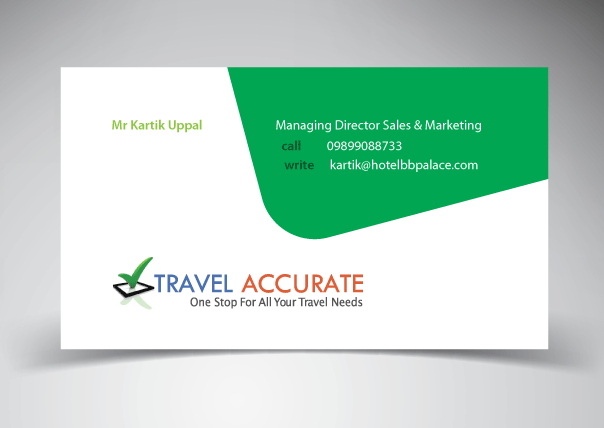 Mr Kartik Uppal
Managing Director Sales & Marketing
call 09899088733
write kartik@hotelbbpalace.com
TRAVEL ACCURATE
One Stop For All Your Travel Needs